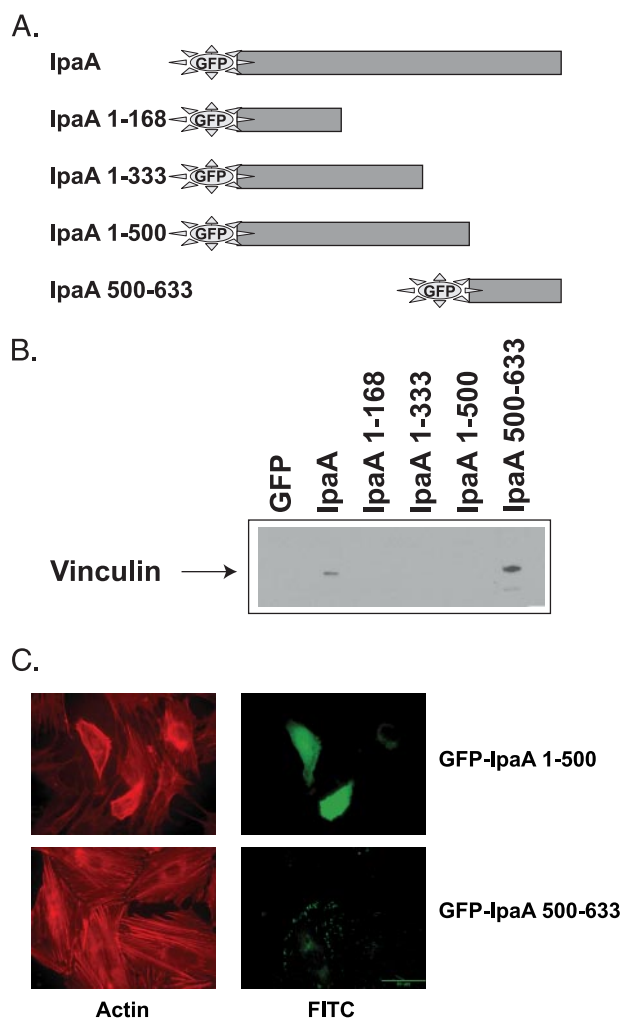 A.
IpaA GFP
IpaA 1-168 GFP
IpaA 1-333 GFP
IpaA 1-500 GFP
IpaA 500-633 GFP
B.
GFP
IpaA
IpaA 1-168
IpaA 1-333
IpaA 1-500
IpaA 500-633
Vinculin
C.
GFP-IpaA 1-500
GFP-IpaA 500-633
Actin FITC